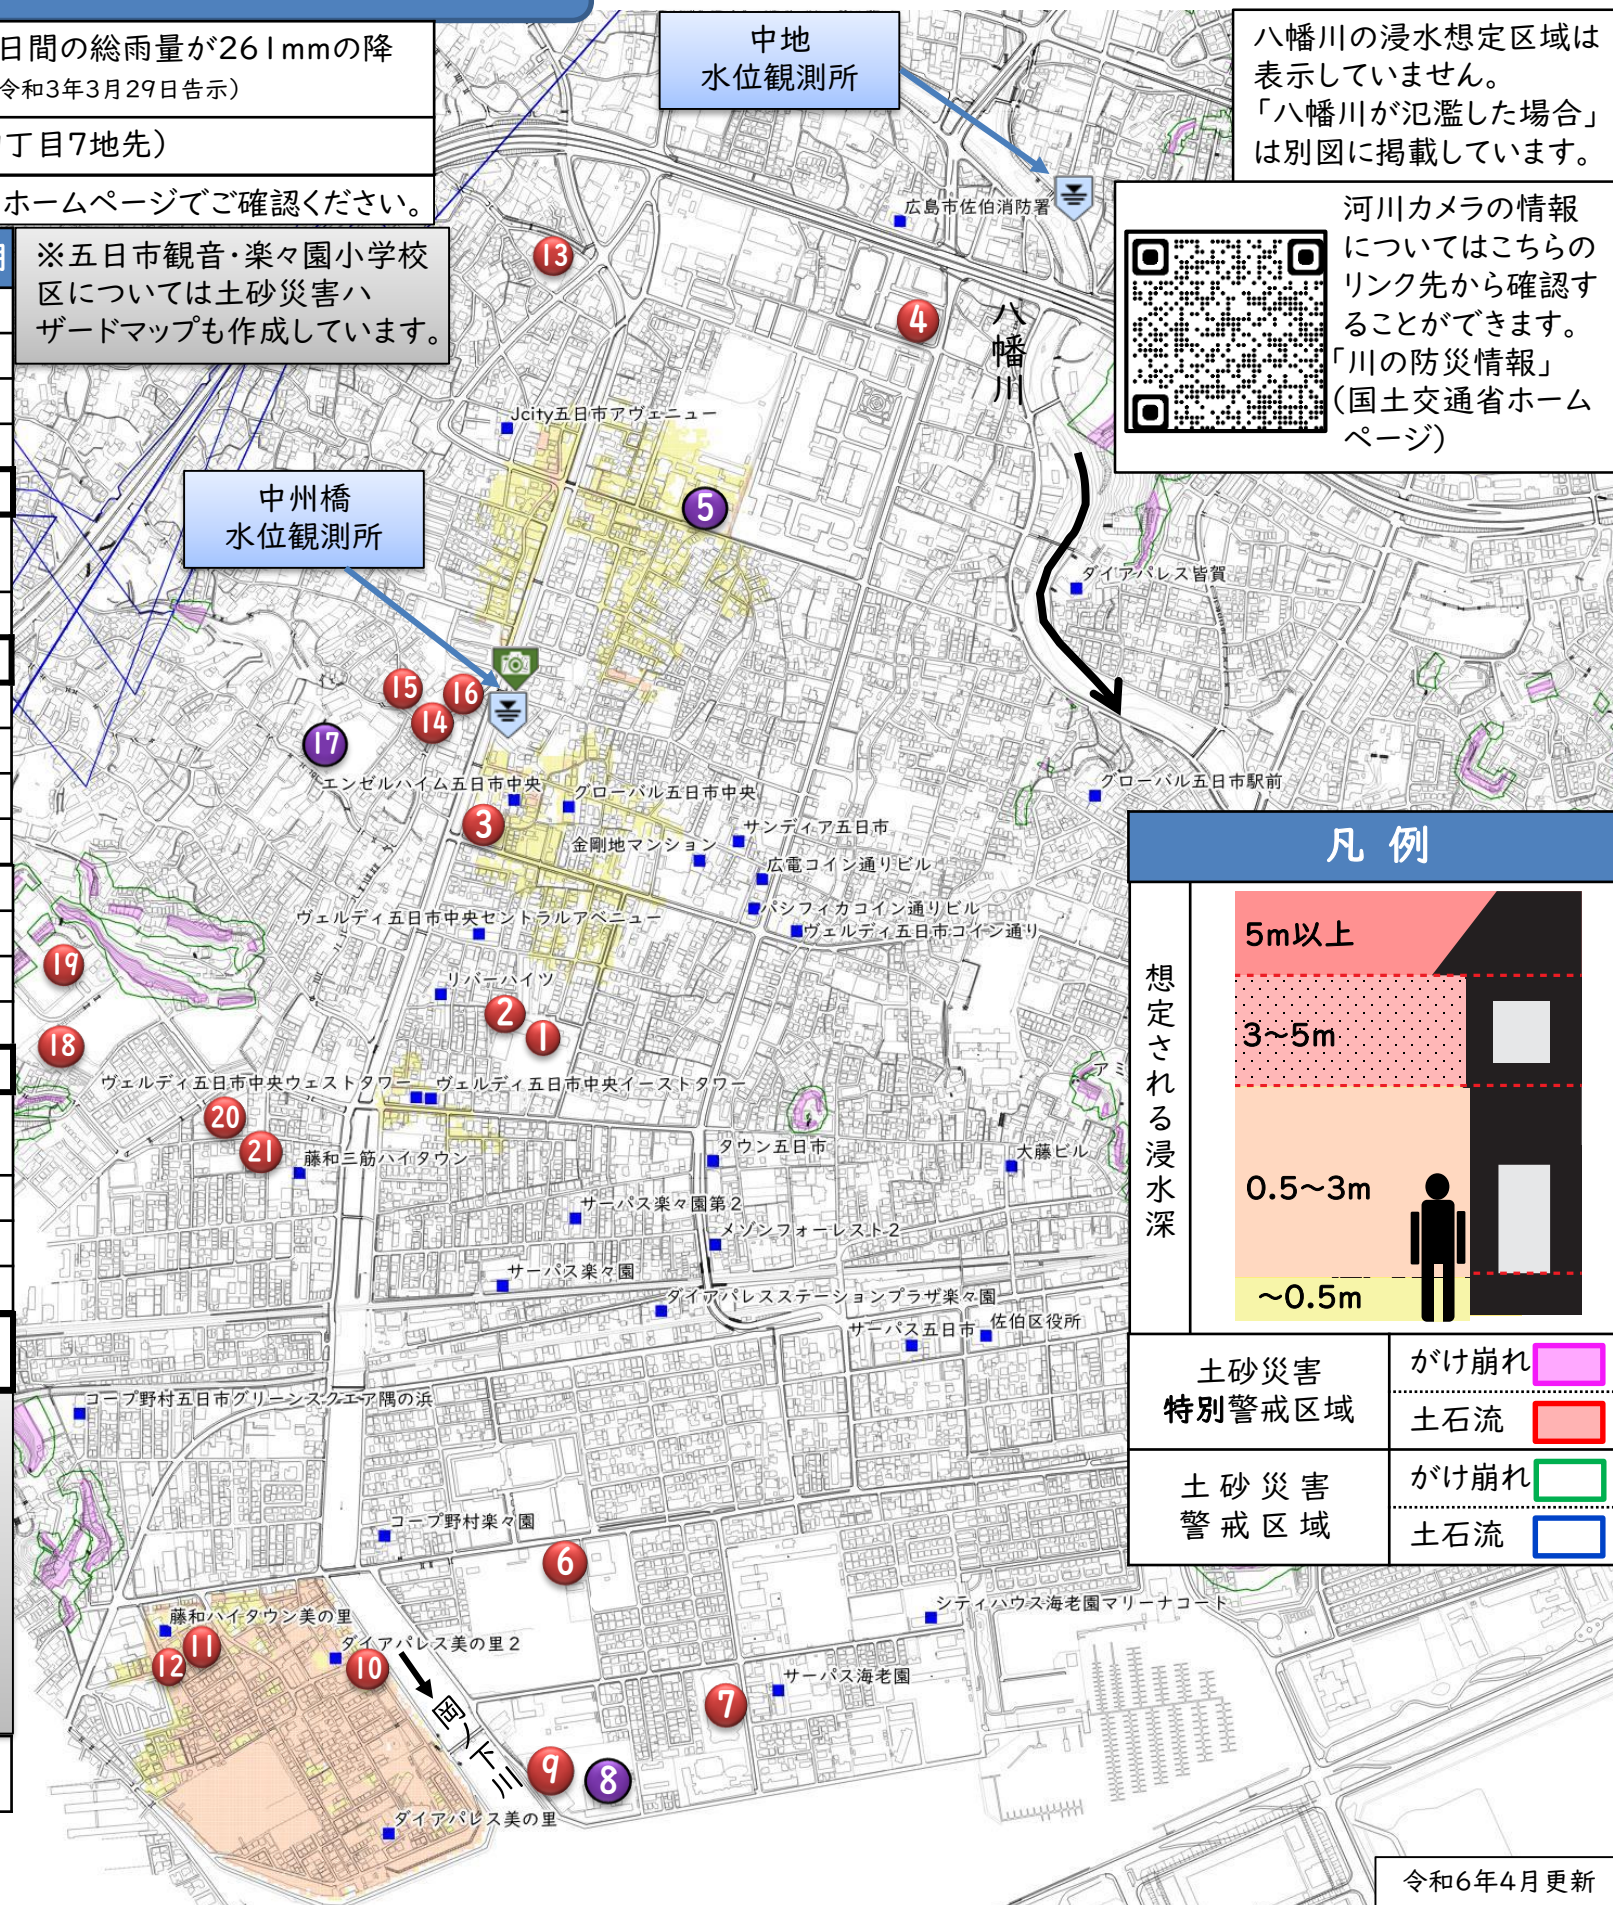 日間の総雨量が261mmの降
令和3年3月29日告示)
丁目7地先)
ホームページでご確認ください。
※五日市観音・楽々園小学校
区については土砂災害ハ
ザードマップも作成しています。
中地
水位観測所
八幡川の浸水想定区域は
表示していません。
「八幡川が氾濫した場合」
は別図に掲載しています。
河川カメラの情報
についてはこちらの
リンク先から確認す
ることができます。
「川の防災情報」
(国土交通省ホーム
ページ)
広島市佐伯消防署
13
4
八幡川
Jcity五日市アヴェニュー
中州橋
水位観測所
5
ダイアパレス皆賀
15
16
14
17
エンゼルハイム五日市中央
グローバル五日市中央
グローバル五日市駅前
3
サンディア五日市
金剛地マンション
広電コイン通りビル
パシフィカコイン通りビル
ヴェルディ五日市中央セントラルアベニュー
ヴェルディ五日市コイン通り
19
リバーハイツ
2
1
18
アミ
ヴェルディ五日市中央ウェストタワー
ヴェルディ五日市中央イーストタワー
20
21
藤和三筋ハイタウン
タウン五日市
大藤ビル
サーパス楽々園第2
メゾンフォーレスト2
サーパス楽々園
ダイアパレスステーションプラザ楽々園
サーパス五日市
佐伯区役所
コープ野村五日市グリーンスクエア隅の浜
コープ野村楽々園
6
シティハウス海老園マリーナコート
藤和ハイタウン美の里
ダイアパレス美の里2
11
12
10
サーパス海老園
7
岡ノ下川
9
8
ダイアパレス美の里
凡例
想定される浸水深
5m以上
3~5m
0.5~3m
~0.5m
土砂災害
特別警戒区域
がけ崩れ
土石流
土砂災害
警戒区域
がけ崩れ
土石流
令和6年4月更新